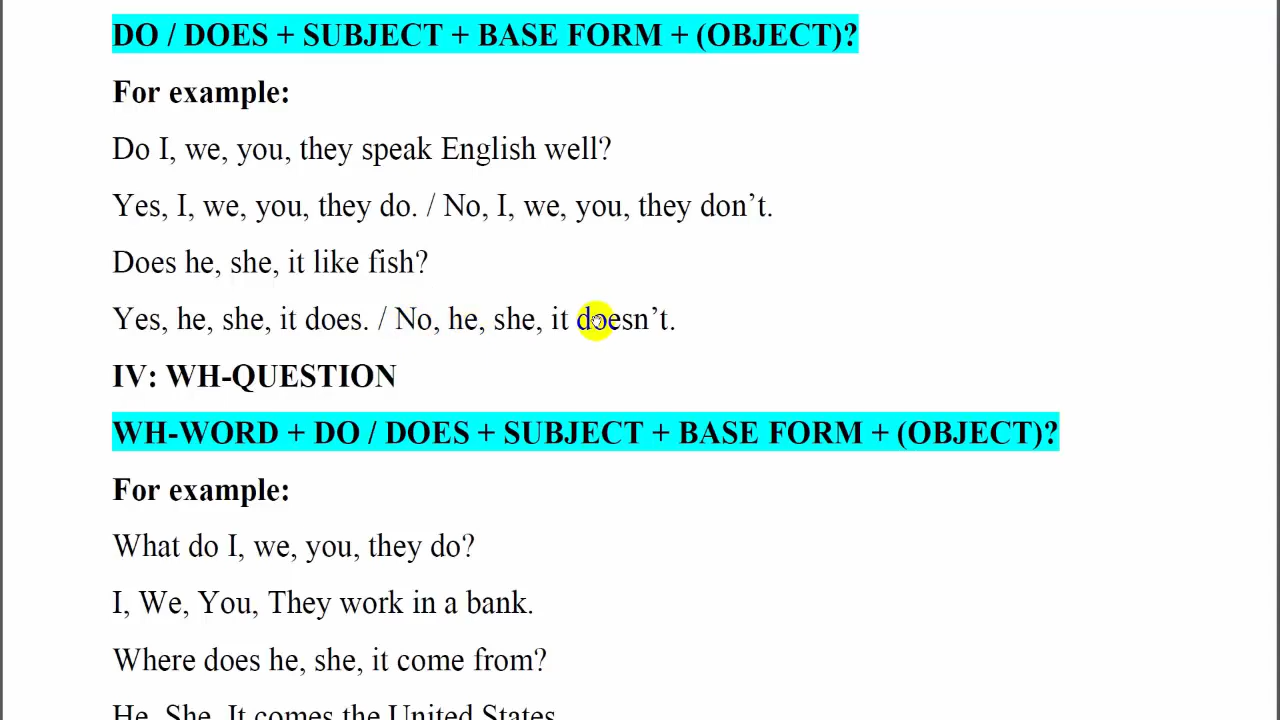 DO / DOES + SUBJECT + BASE FORM + (OBJECT)?
For example:
Do I, we, you, they speak English well?
Yes, I, we, you, they do. / No, I, we, you, they don’t.
Does he, she, it like fish?
Yes, he, she, it does. / No, he, she, it doesn’t.
IV: WH-QUESTION
WH-WORD + DO / DOES + SUBJECT + BASE FORM + (OBJECT)?
For example:
What do I, we, you, they do?
I, We, You, They work in a bank.
Where does he, she, it come from?
He, She, It comes the United States.